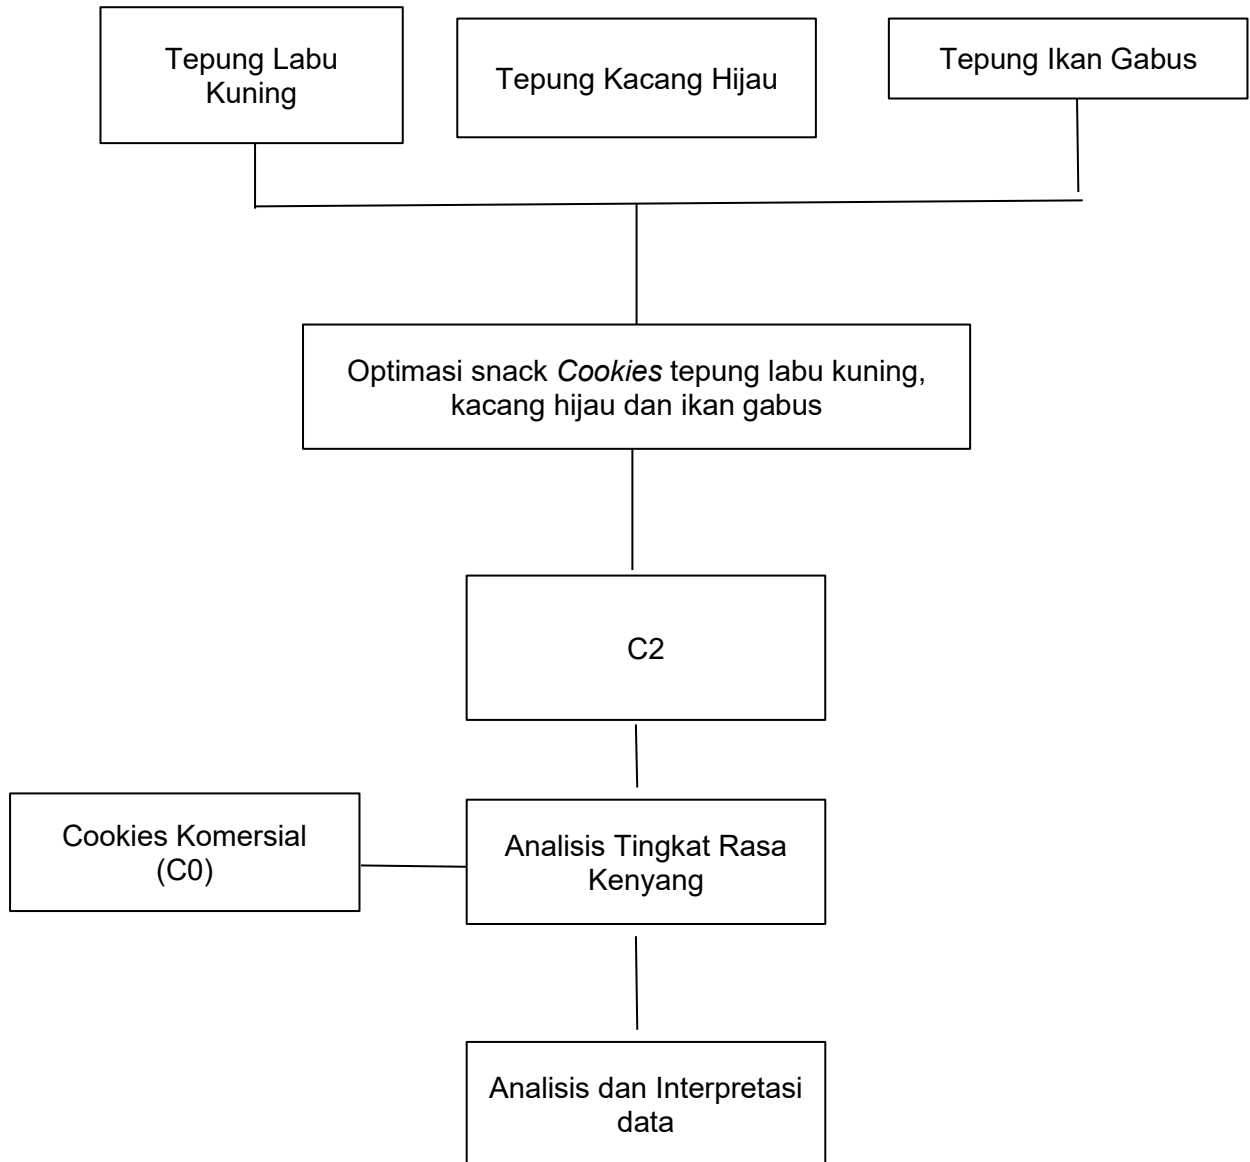 Tepung Labu
Kuning
Tepung Kacang Hijau
Tepung Ikan Gabus
Optimasi snack Cookies tepung labu kuning,
kacang hijau dan ikan gabus
C2
Cookies Komersial
(C0)
Analisis Tingkat Rasa
Kenyang
Analisis dan Interpretasi
data